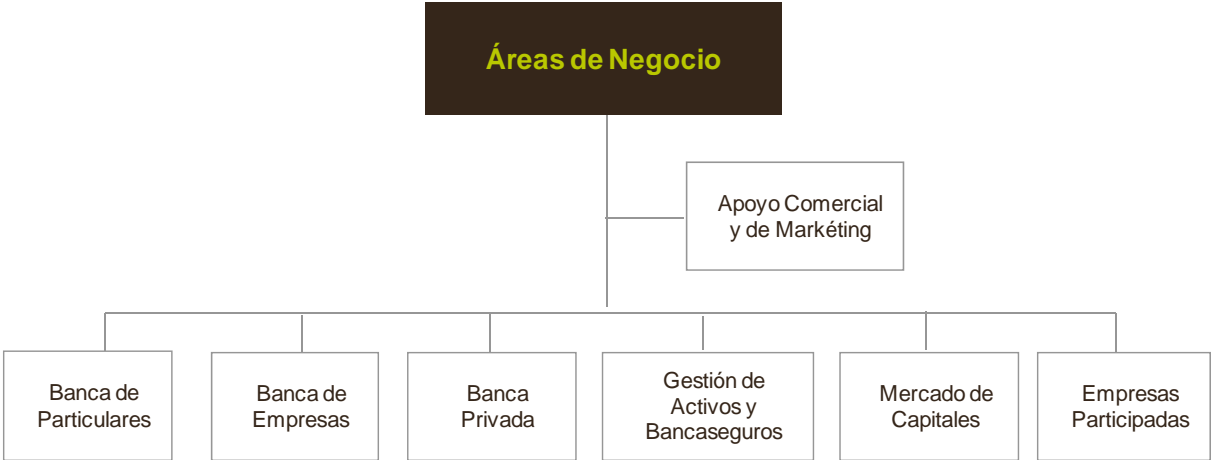 Áreas de Negocio
Apoyo Comercial
y de Markéting
Banca de
Particulares
Banca de
Empresas
Banca
Privada
Gestión de
Activos y
Bancaseguros
Mercado de
Capitales
Empresas
Participadas